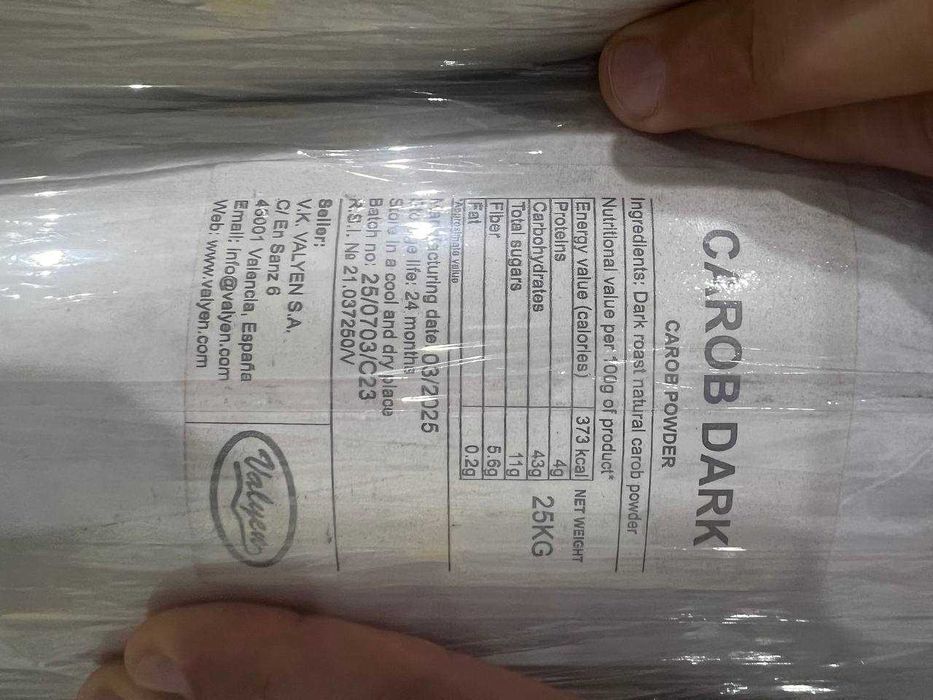 CAROB DARK
CAROB POWDER
Ingredients: Dark roast natural carob powder
Nutritional value per 100g of product*
Energy value (calories) 373 kcal
Proteins 4g
Carbohydrates 43g
Total sugars 11g
Fiber 5.6g
Fat 0.2g
NET WEIGHT
25KG
Approximate value
Manufacturing date 03/2025
life: 24 months
Store in a cool and dry place
Batch no: 25/0703/C23
R.S.I. № 21.037250/V
Seller:
V.K. VALYEN S.A.
C/ En Sanz 6
46001 Valencia, España
Email: info@valyen.com
Web: www.valyen.com
Valyen